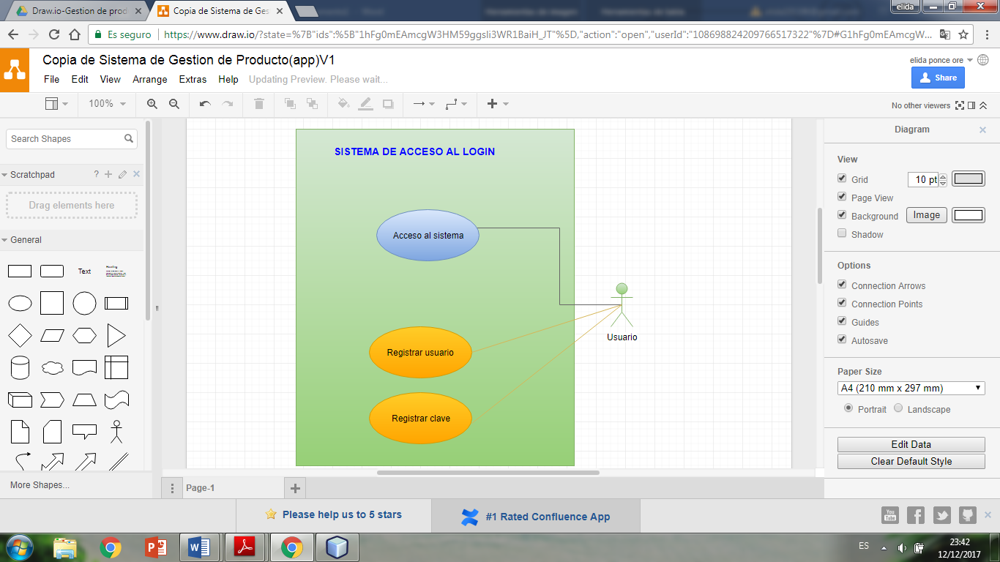 Draw.io-Gestion de prod
Copia de Sistema de Ges
elida
Es seguro
https://www.draw.io/?state=%7B"ids":%5B"1hFg0mEAmcgW3HM59ggsli3WR1BaiH_JT"%5D,"action":"open","userId":"108698824209766517322"%7D#G1hFg0mEAmcgW...
Copia de Sistema de Gestion de Producto(app)V1
elida ponce ore
File Edit View Arrange Extras Help Updating Preview. Please wait...
Share
100%
No other viewers
Search Shapes
Scratchpad
?
Drag elements here
General
Text
Heading
More Shapes...
SISTEMA DE ACCESO AL LOGIN
Acceso al sistema
Registrar usuario
Registrar clave
Usuario
Diagram
View
Grid
10 pt
Page View
Background
Image
Shadow
Options
Connection Arrows
Connection Points
Guides
Autosave
Paper Size
A4 (210 mm x 297 mm)
Portrait
Landscape
Edit Data
Clear Default Style
Page-1
Please help us to 5 stars
#1 Rated Confluence App
You
Tube
ES
23:42
12/12/2017